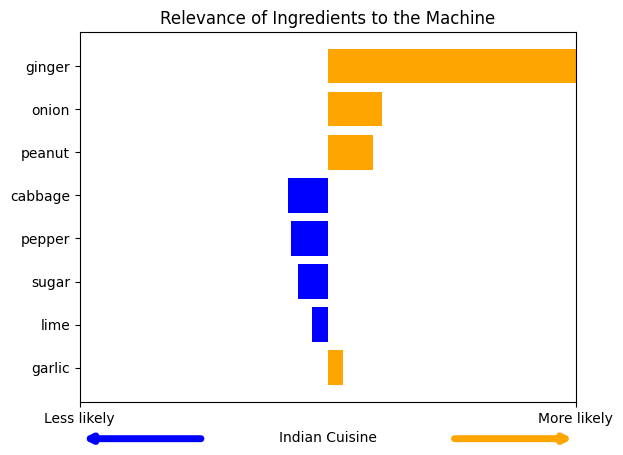 Relevance of Ingredients to the Machine
ginger
onion
peanut
cabbage
pepper
sugar
lime
garlic
Less likely
More likely
Indian Cuisine